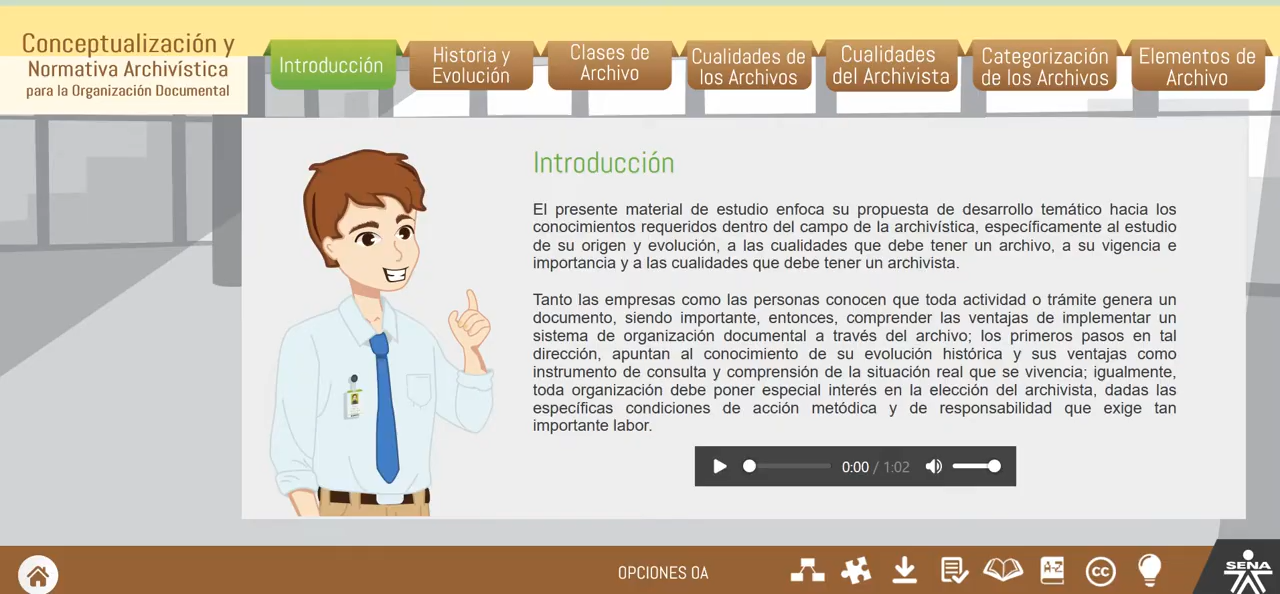 Conceptualización y
Normativa Archivística
para la Organización Documental
Introducción
Historia y
Evolución
Clases de
Archivo
Cualidades de
los Archivos
Cualidades
del Archivista
Categorización
de los Archivos
Elementos de
Archivo
Introducción
El presente material de estudio enfoca su propuesta de desarrollo temático hacia los
conocimientos requeridos dentro del campo de la archivística, específicamente al estudio
de su origen y evolución, a las cualidades que debe tener un archivo, a su vigencia e
importancia y a las cualidades que debe tener un archivista.
Tanto las empresas como las personas conocen que toda actividad o trámite genera un
documento, siendo importante, entonces, comprender las ventajas de implementar un
sistema de organización documental a través del archivo; los primeros pasos en tal
dirección, apuntan al conocimiento de su evolución histórica y sus ventajas como
instrumento de consulta y comprensión de la situación real que se vivencia; igualmente,
toda organización debe poner especial interés en la elección del archivista, dadas las
específicas condiciones de acción metódica y de responsabilidad que exige tan
importante labor.
0:00 / 1:02
OPCIONES OA
A-Z
CC
SENA